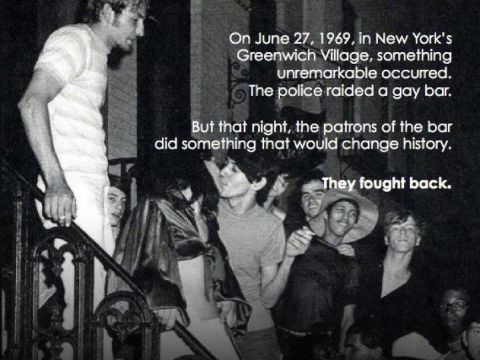 On June 27, 1969, in New York's
Greenwich Village, something
unremarkable occurred.
The police raided a gay bar.
But that night, the patrons of the bar
did something that would change history.
They fought back.